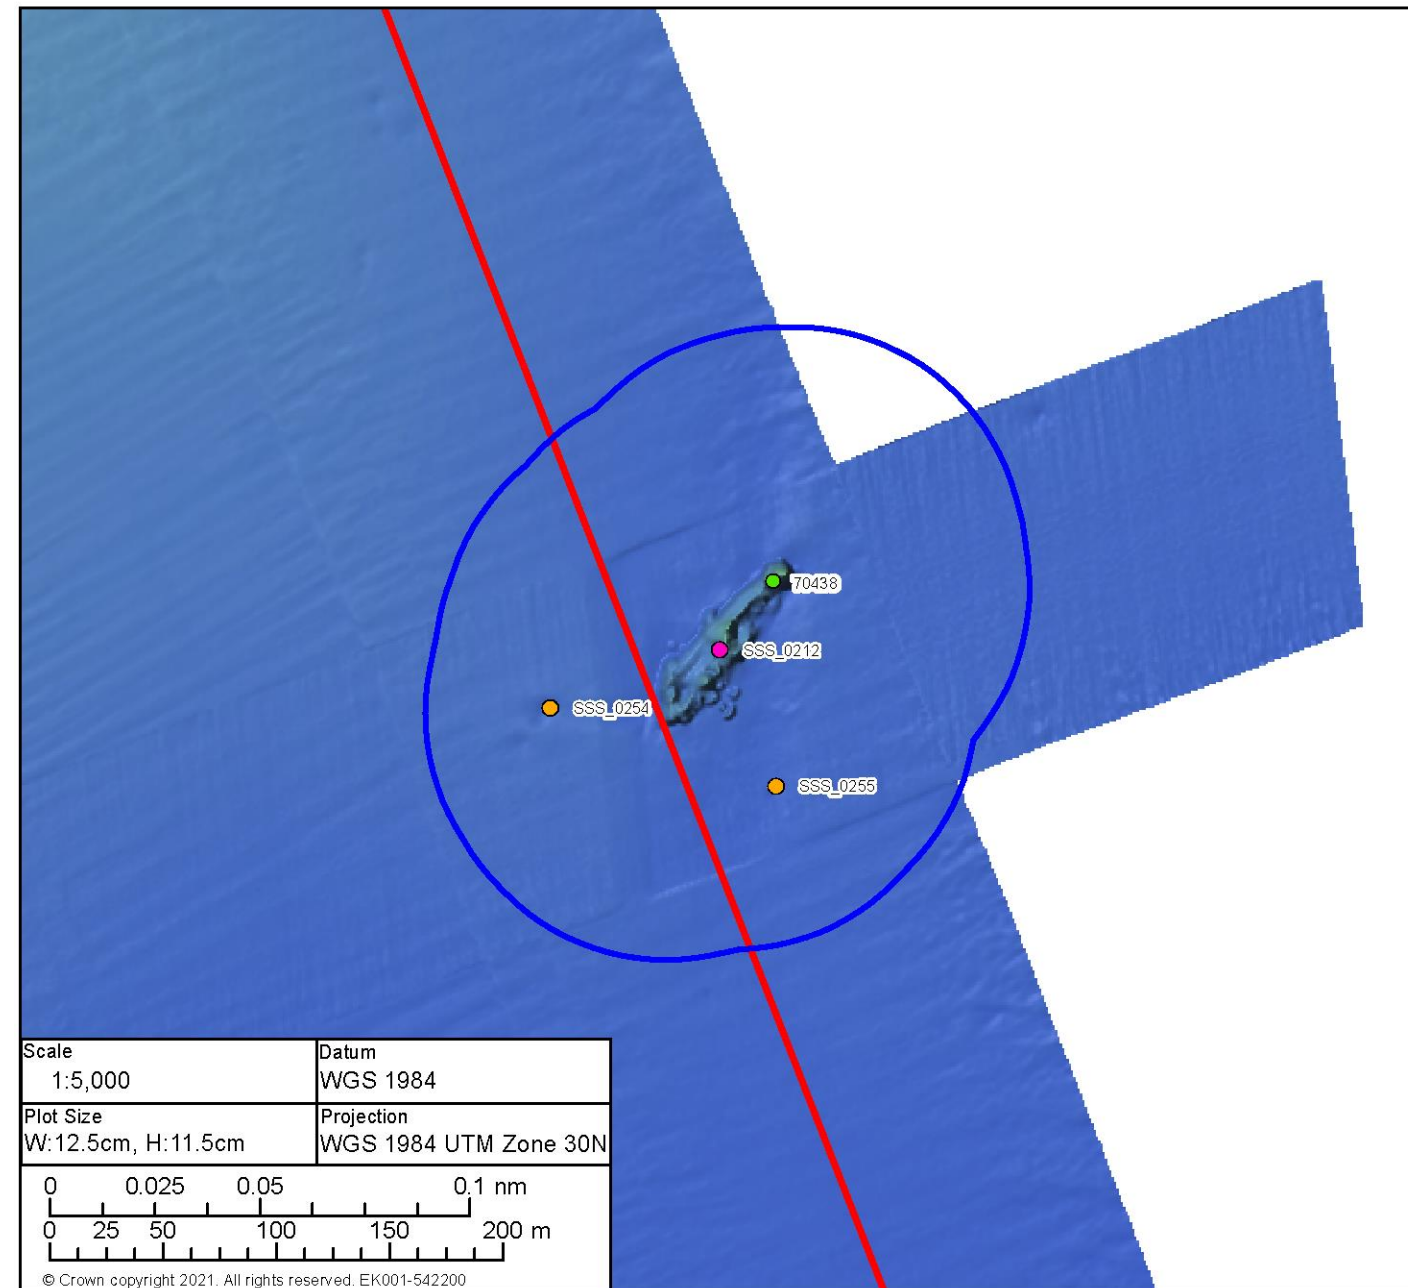 70438
SSS_0212
SSS_0254
SSS_0255
Scale
1:5,000
Datum
WGS 1984
Plot Size
W:12.5cm, H:11.5cm
Projection
WGS 1984 UTM Zone 30N
0 0.025 0.05 0.1 nm
0 25 50 100 150 200 m
© Crown copyright 2021. All rights reserved. EK001-542200